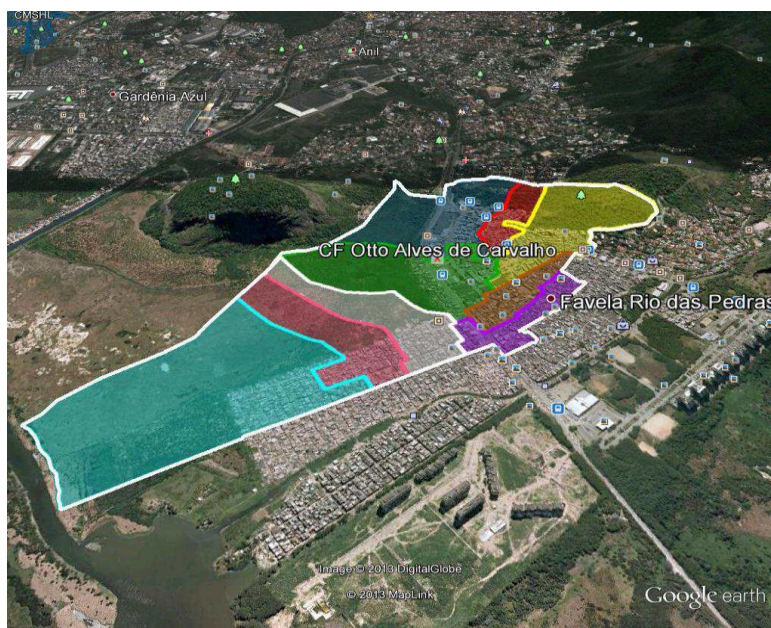 CMSHL
Anil
Gardênia Azul
CF Otto Alves de Carvalho
Favela Rio das Pedras
Image © 2013 DigitalGlobe
© 2013 MapLink
Google earth